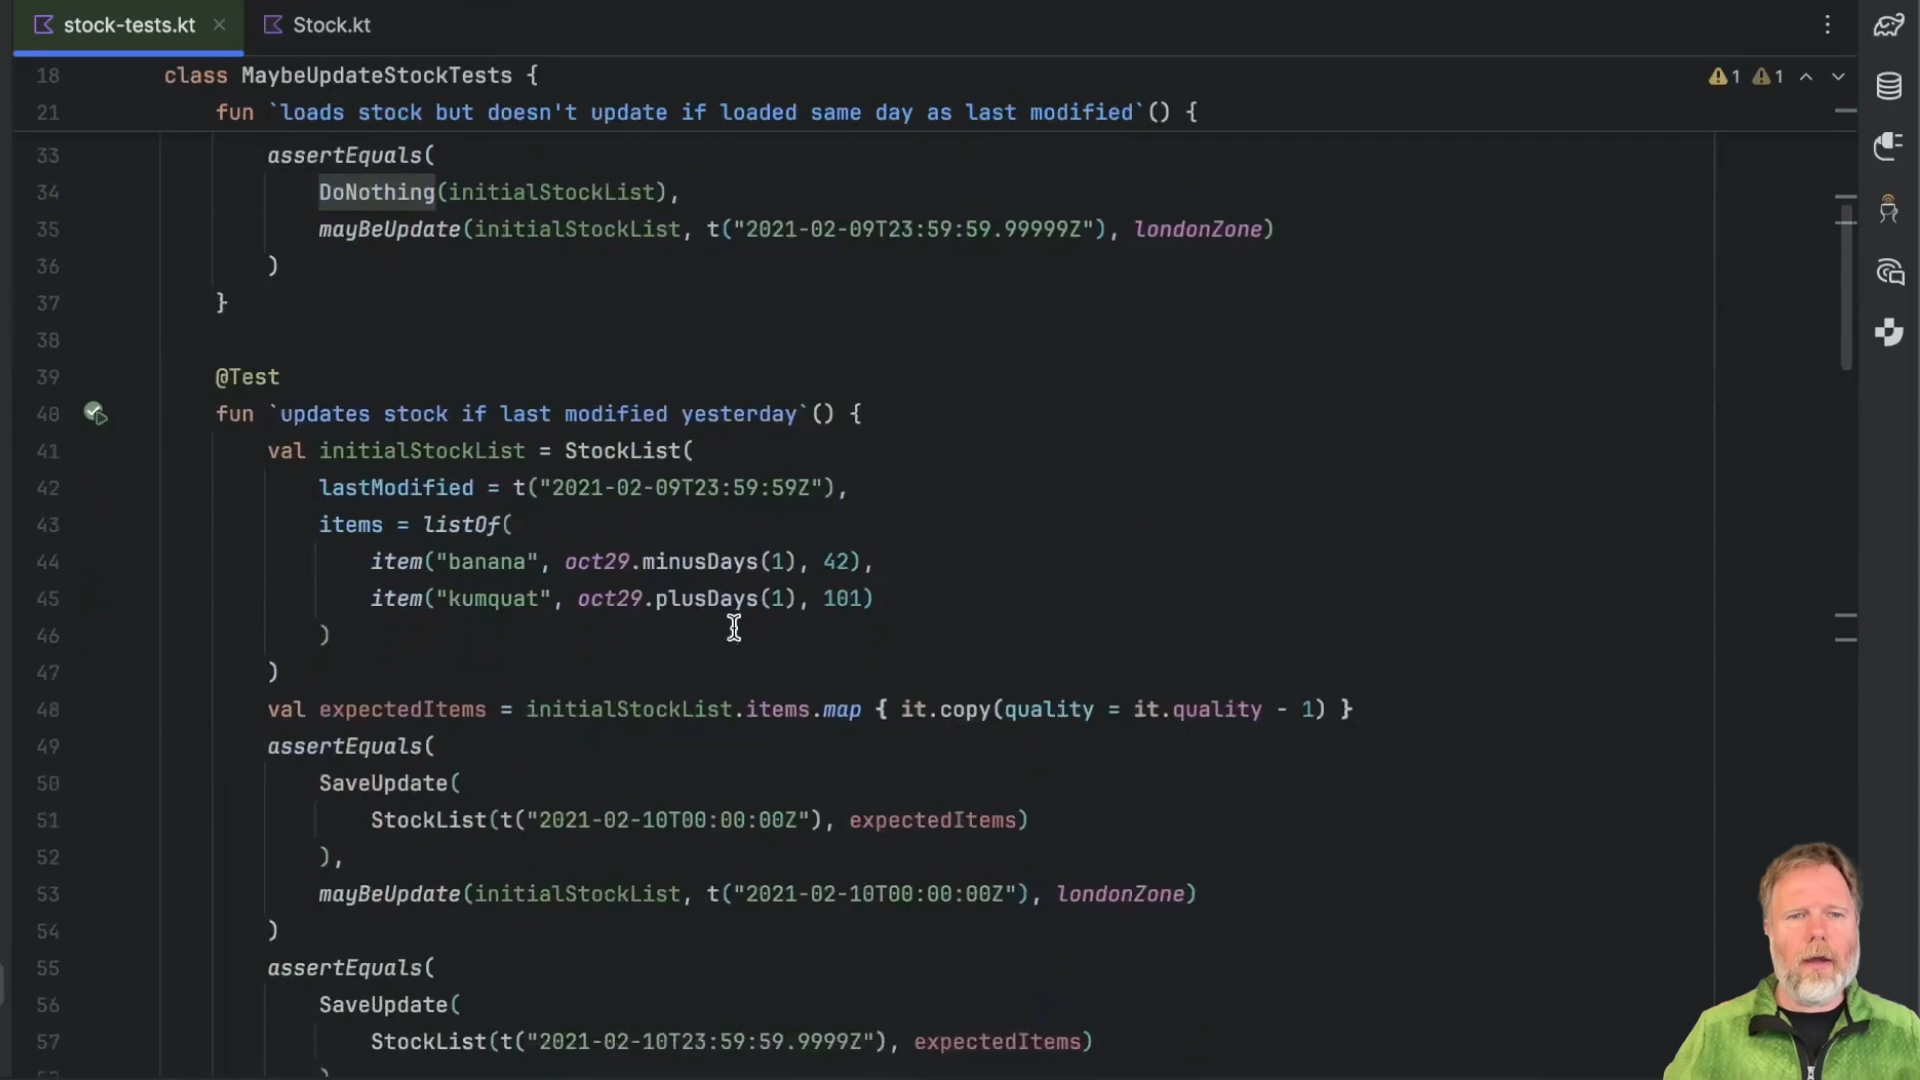 stock-tests.kt
Stock.kt
18 class MaybeUpdateStockTests {
1 1
21 fun `loads stock but doesn't update if loaded same day as last modified`() {
33 assertEquals(
34 DoNothing(initialStockList),
35 mayBeUpdate(initialStockList, t("2021-02-09T23:59:59.99999Z"), londonZone)
36 )
37 }
38
39 @Test
40 fun `updates stock if last modified yesterday`() {
41 val initialStockList = StockList(
42 lastModified = t("2021-02-09T23:59:59Z"),
43 items = listOf(
44 item("banana", oct29.minusDays(1), 42),
45 item("kumquat", oct29.plusDays(1), 101)
46 )
47 )
48 val expectedItems = initialStockList.items.map { it.copy(quality = it.quality - 1) }
49 assertEquals(
50 SaveUpdate(
51 StockList(t("2021-02-10T00:00:00Z"), expectedItems)
52 ),
53 mayBeUpdate(initialStockList, t("2021-02-10T00:00:00Z"), londonZone)
54 )
55 assertEquals(
56 SaveUpdate(
57 StockList(t("2021-02-10T23:59:59.9999Z"), expectedItems)